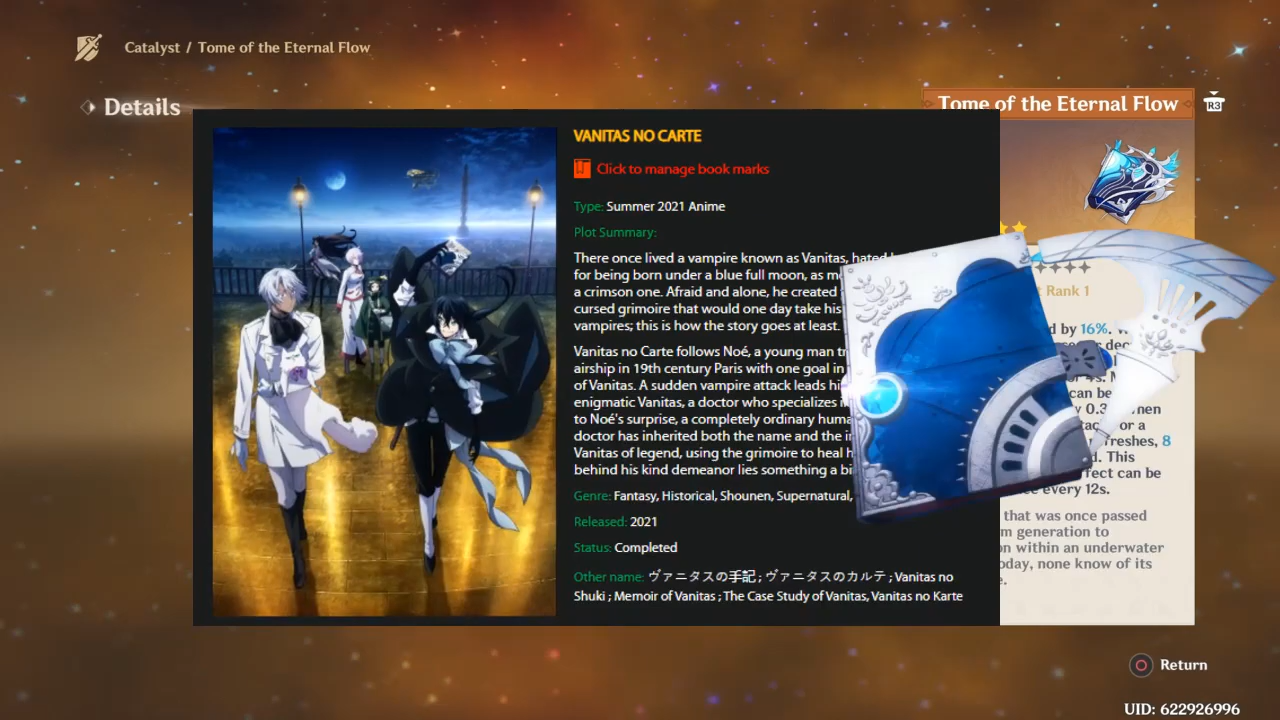 Catalyst / Tome of the Eternal Flow
Details
Tome of the Eternal Flow
R3
VANITAS NO CARTE
Click to manage book marks
Type: Summer 2021 Anime
Plot Summary:
There once lived a vampire known as Vanitas, hated
for being born under a blue full moon, as
a crimson one. Afraid and alone, he created
cursed grimoire that would one day take his
vampires; this is how the story goes at least.
Vanitas no Carte follows Noé, a young man
airship in 19th century Paris with one goal in
of Vanitas. A sudden vampire attack leads
enigmatic Vanitas, a doctor who specializes
to Noé's surprise, a completely ordinary
doctor has inherited both the name and the
Vanitas of legend, using the grimoire to heal
behind his kind demeanor lies something a
Genre: Fantasy, Historical, Shounen, Supernatural,
Released: 2021
Status: Completed
Other name: ヴァニタスの手記 ; ヴァニタスのカルテ ; Vanitas no
Shuki ; Memoir of Vanitas ; The Case Study of Vanitas, Vanitas no Karte
Rank 1
by 16%.
4s.
can be
0.3
or a
8
This
can be
every 12s.
that was once passed
generation to
within an underwater
none know of its
Return
UID: 622926996